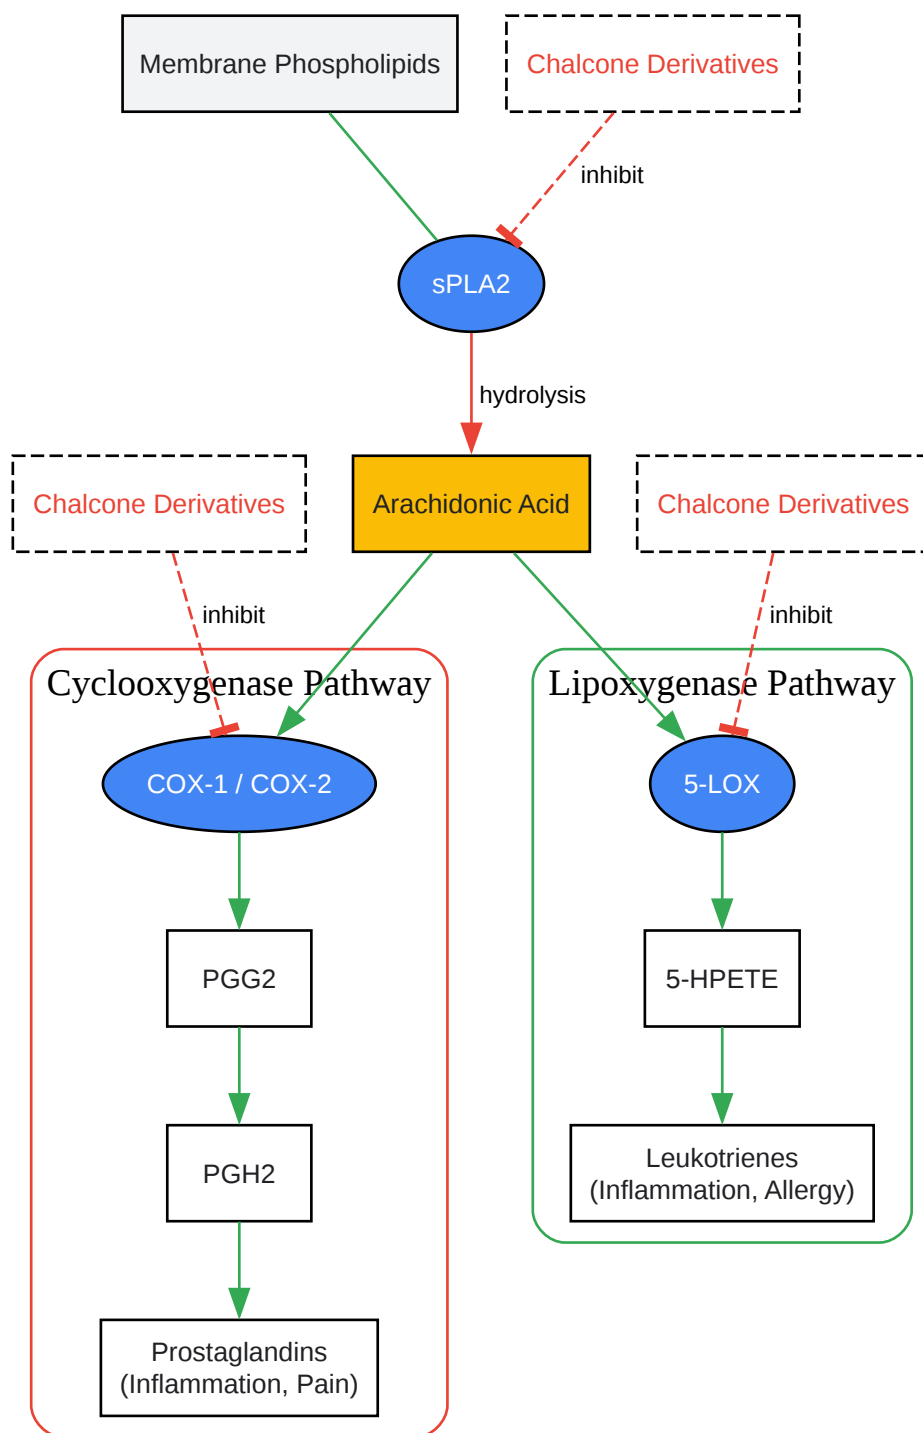 Membrane Phospholipids
Chalcone Derivatives
inhibit
sPLA2
hydrolysis
Chalcone Derivatives
Arachidonic Acid
Chalcone Derivatives
inhibit
inhibit
Cyclooxygenase Pathway
Lipoxygenase Pathway
COX-1 / COX-2
5-LOX
PGG2
5-HPETE
PGH2
Leukotrienes
(Inflammation, Allergy)
Prostaglandins
(Inflammation, Pain)